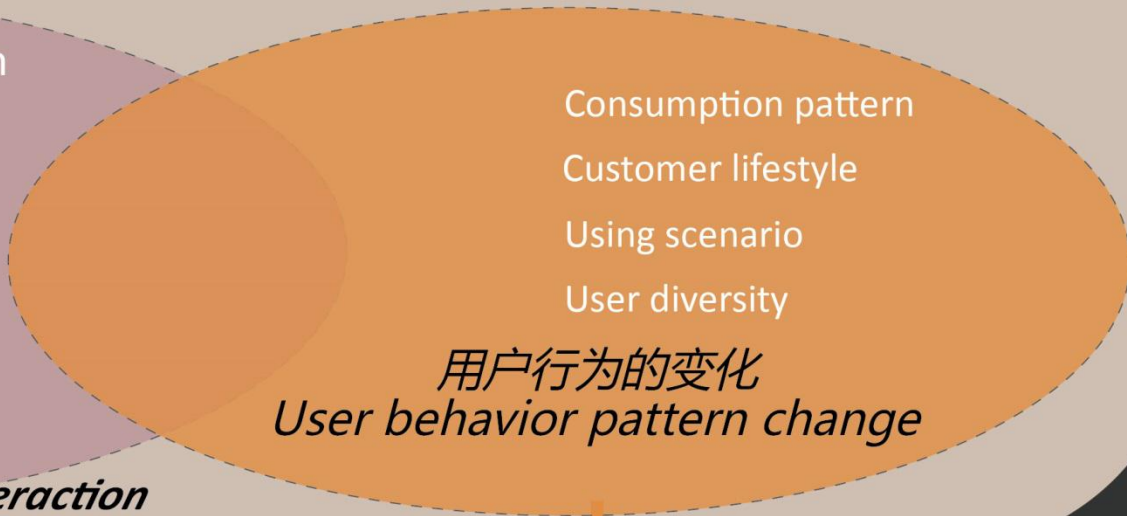 Consumption pattern
Customer lifestyle
Using scenario
User diversity
用户行为的变化
User behavior pattern change
eraction